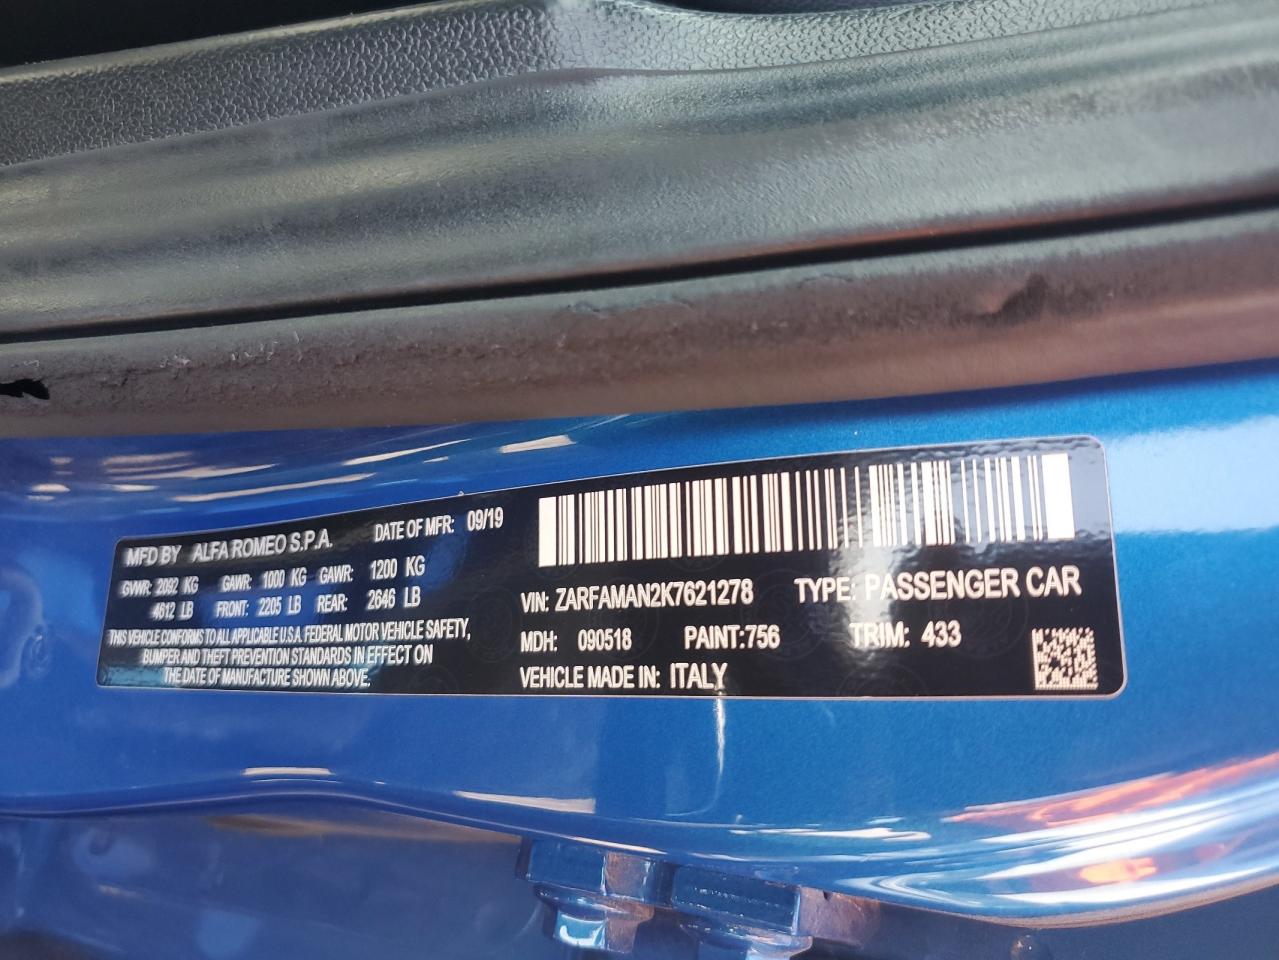 MFD BY ALFA ROMEO S.P.A. DATE OF MFR: 09/19
GVWR: 2092 KG GAWR: 1000 KG GAWR: 1200 KG
4612 LB FRONT: 2205 LB REAR: 2646 LB
THIS VEHICLE CONFORMS TO ALL APPLICABLE U.S.A. FEDERAL MOTOR VEHICLE SAFETY,
BUMPER AND THEFT PREVENTION STANDARDS IN EFFECT ON
THE DATE OF MANUFACTURE SHOWN ABOVE.
VIN: ZARFAMAN2K7621278 TYPE: PASSENGER CAR
MDH: 090518 PAINT:756 TRIM: 433
VEHICLE MADE IN: ITALY